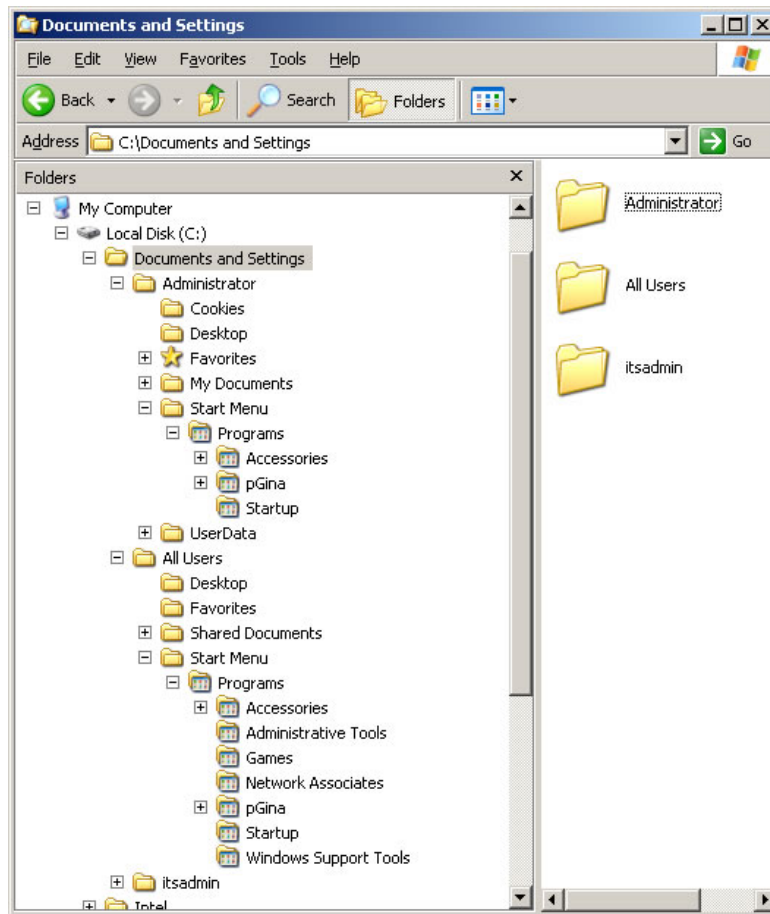 Documents and Settings
File Edit View Favorites Tools Help
Back Search Folders
Address C:\Documents and Settings Go
Folders
My Computer
Local Disk (C:)
Documents and Settings
Administrator
Cookies
Desktop
Favorites
My Documents
Start Menu
Programs
Accessories
pGina
Startup
UserData
All Users
Desktop
Favorites
Shared Documents
Start Menu
Programs
Accessories
Administrative Tools
Games
Network Associates
pGina
Startup
Windows Support Tools
itsadmin
Intel
Administrator
All Users
itsadmin